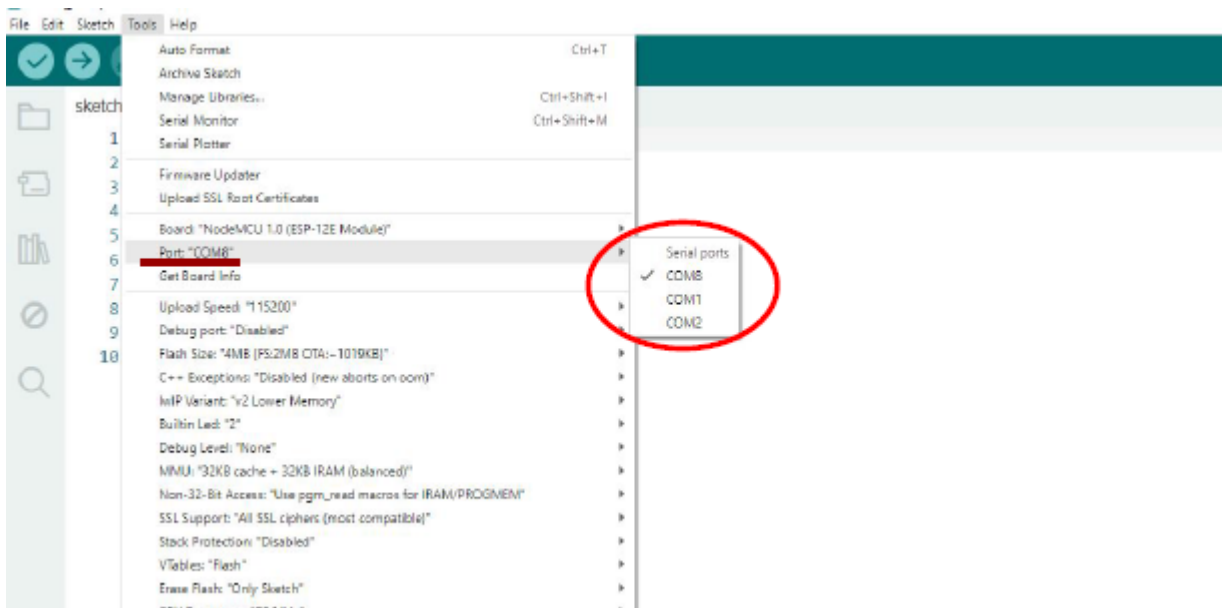 File Edit Sketch Tools Help
Auto Format Ctrl+T
Archive Sketch
Manage Libraries... Ctrl+Shift+I
Serial Monitor Ctrl+Shift+M
Serial Plotter
Firmware Updater
Upload SSL Root Certificates
Board: "NodeMCU 1.0 (ESP-12E Module)"
Port: "COM8"
Get Board Info
Upload Speed: "115200"
Debug port: "Disabled"
Flash Size: "4MB (FS:2MB OTA:~1019KB)"
C++ Exceptions: "Disabled (new aborts on oom)"
lwIP Variant: "v2 Lower Memory"
Builtin Led: "2"
Debug Level: "None"
MMU: "32KB cache + 32KB IRAM (balanced)"
Non-32-Bit Access: "Use pgm_read macros for IRAM/PROGMEM"
SSL Support: "All SSL ciphers (most compatible)"
Stack Protection: "Disabled"
VTables: "Flash"
Erase Flash: "Only Sketch"
Serial ports
COM8
COM1
COM2
sketch
1
2
3
4
5
6
7
8
9
10